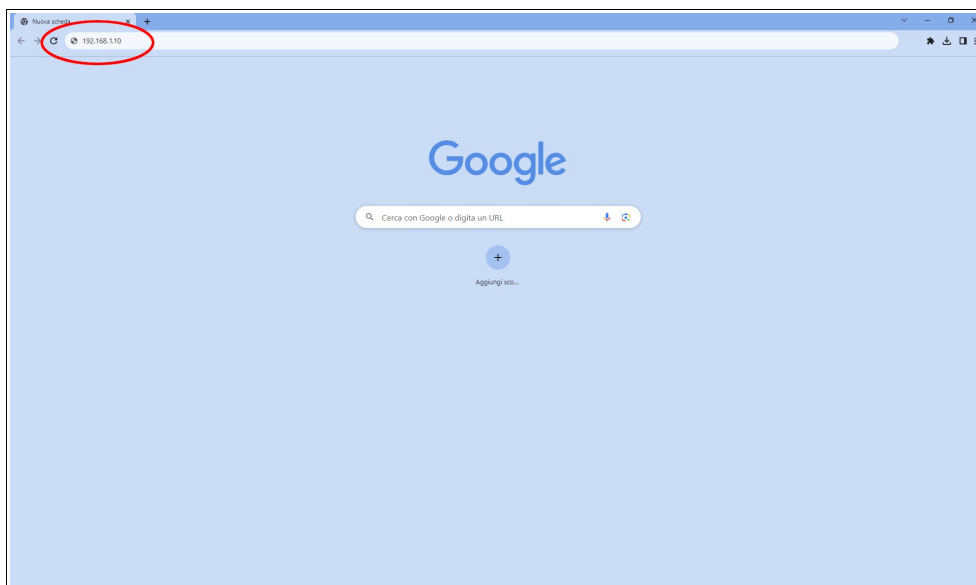 Nuova scheda
192.168.1.10
Google
Cerca con Google o digita un URL
Aggiungi sco...